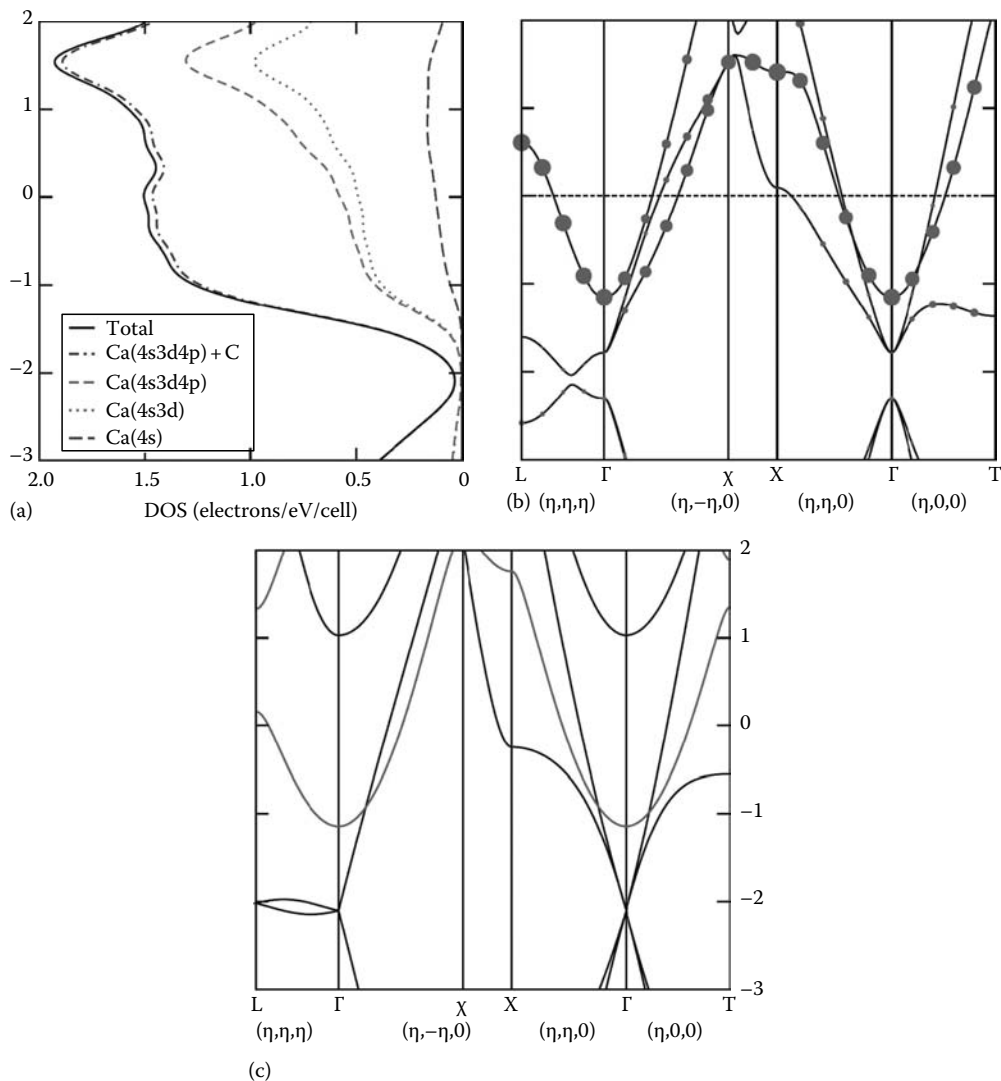 2
1
0
−1
−2
−3
Total
Ca(4s3d4p) + C
Ca(4s3d4p)
Ca(4s3d)
Ca(4s)
2.0 1.5 1.0 0.5 0
(a) DOS (electrons/eV/cell)
L Γ χ X Γ T
(b) (η,η,η) (η,−η,0) (η,η,0) (η,0,0)
2
1
0
−1
−2
−3
L Γ χ X Γ T
(η,η,η) (η,−η,0) (η,η,0) (η,0,0)
(c)